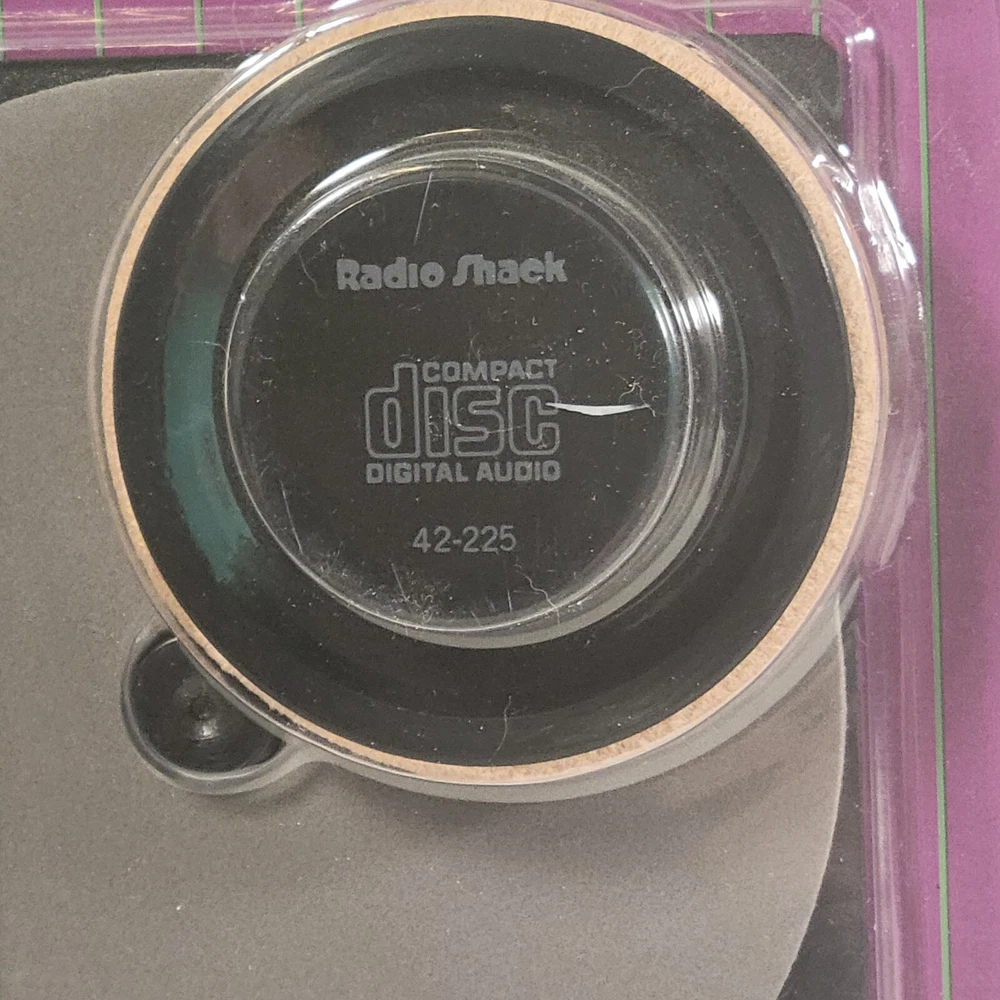 Radio Shack
COMPACT
disc
DIGITAL AUDIO
42-225